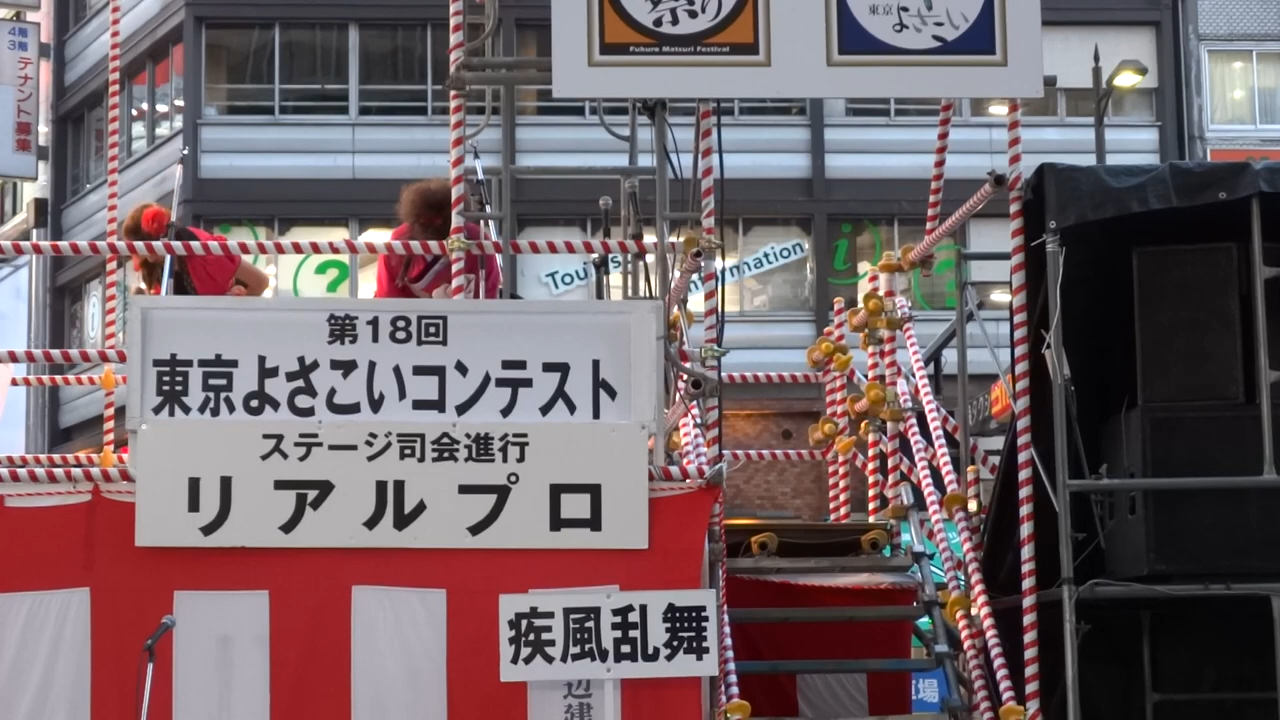 4階
3階
テナント募集
祭り
Fukuro Matsuri Festival
東京よさこい
Tourist Information
第18回
東京よさこいコンテスト
ステージ司会進行
リアルプロ
疾風乱舞
辺建